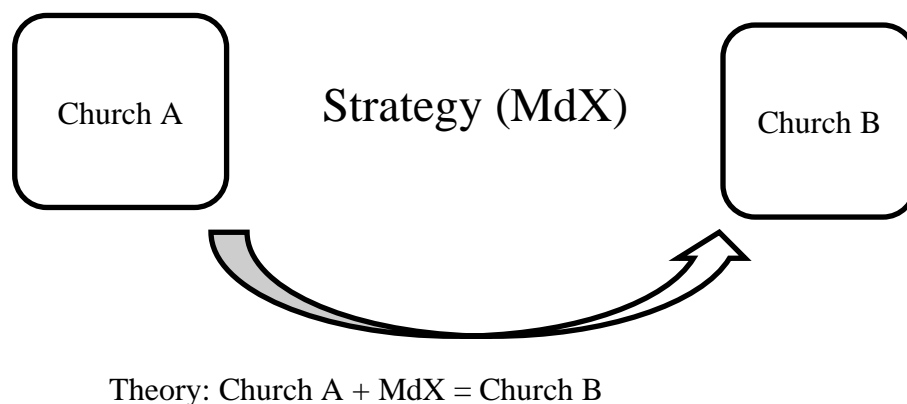 Church A
Strategy (MdX)
Church B
Theory: Church A + MdX = Church B